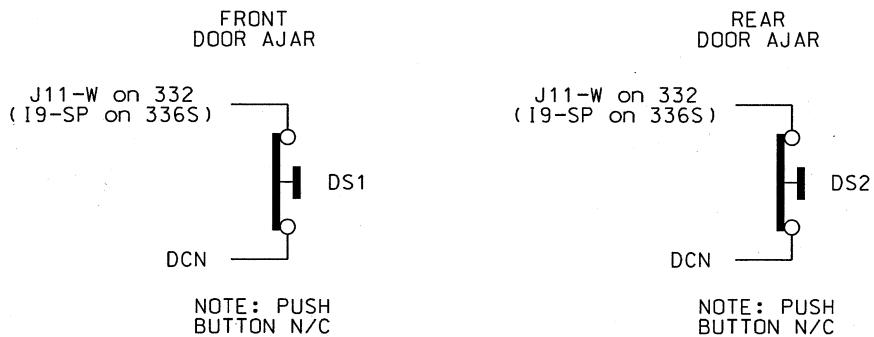 FRONT
DOOR AJAR
J11-W on 332
(I9-SP on 336S)
DS1
DCN
NOTE: PUSH
BUTTON N/C
REAR
DOOR AJAR
J11-W on 332
(I9-SP on 336S)
DS2
DCN
NOTE: PUSH
BUTTON N/C